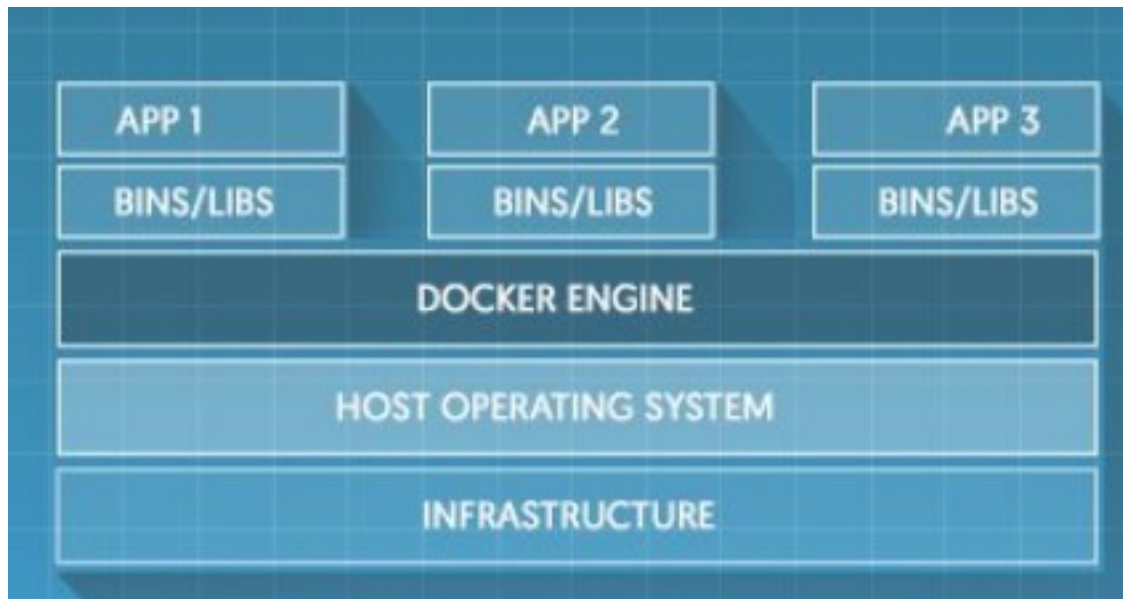 APP 1 APP 2 APP 3
BINS/LIBS BINS/LIBS BINS/LIBS
DOCKER ENGINE
HOST OPERATING SYSTEM
INFRASTRUCTURE